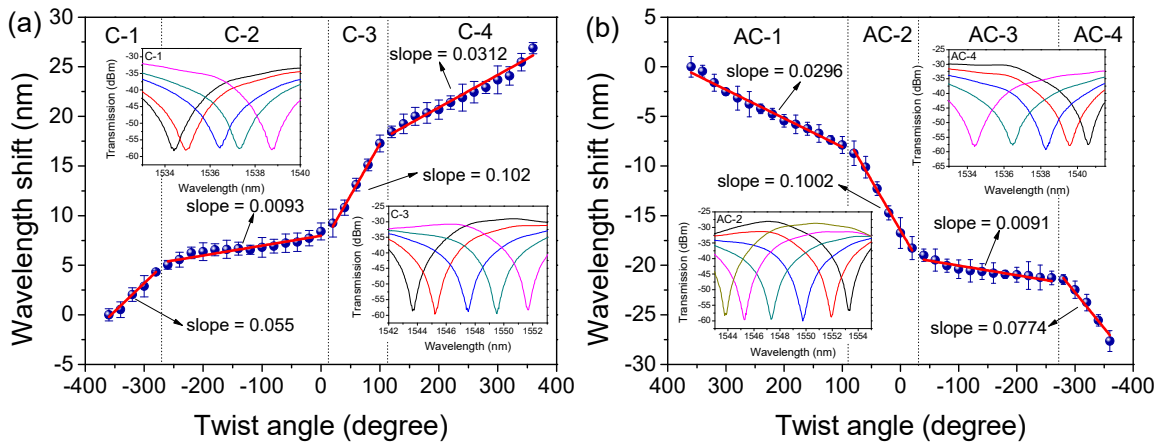 (a)
C-1 C-2 C-3 C-4
30
25
20
15
10
5
0
-5
Wavelength shift (nm)
slope = 0.0312
slope = 0.102
slope = 0.0093
slope = 0.055
C-1
-30
-35
-40
-45
-50
-55
Transmission (dBm)
1534 1536 1538 1540
Wavelength (nm)
C-3
-25
-30
-35
-40
-45
-50
-55
-60
Transmission (dBm)
1542 1544 1546 1548 1550 1552
Wavelength (nm)
-400 -300 -200 -100 0 100 200 300 400
Twist angle (degree)
(b)
AC-1 AC-2 AC-3 AC-4
5
0
-5
-10
-15
-20
-25
-30
Wavelength shift (nm)
slope = 0.0296
slope = 0.1002
slope = 0.0091
slope = 0.0774
AC-4
-25
-30
-35
-40
-45
-50
-55
-60
-65
Transmission (dBm)
1534 1536 1538 1540
Wavelength (nm)
AC-2
-25
-30
-35
-40
-45
-50
-55
-60
-65
Transmission (dBm)
1544 1546 1548 1550 1552 1554
Wavelength (nm)
400 300 200 100 0 -100 -200 -300 -400
Twist angle (degree)